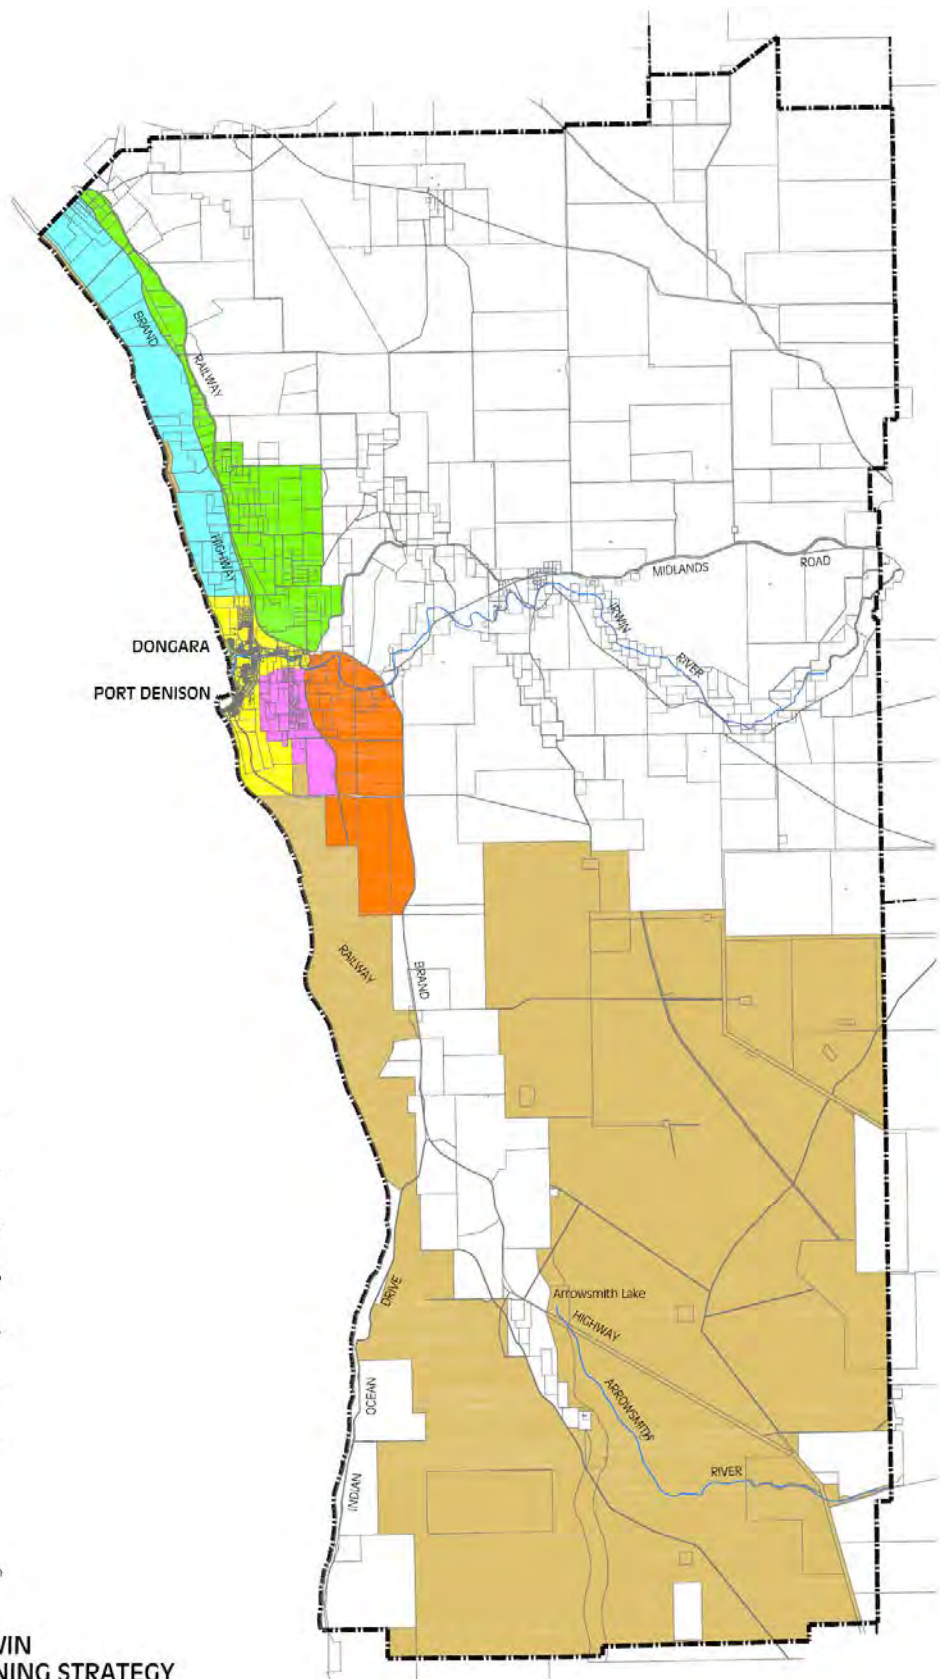 BRAND
RAILWAY
HIGHWAY
MIDLANDS
ROAD
IRWIN
RIVER
DONGARA
PORT DENISON
RAILWAY
BRAND
DRIVE
Arrowsmith Lake
HIGHWAY
OCEAN
ARROWSMITH
RIVER
INDIAN
WIN
NING STRATEGY